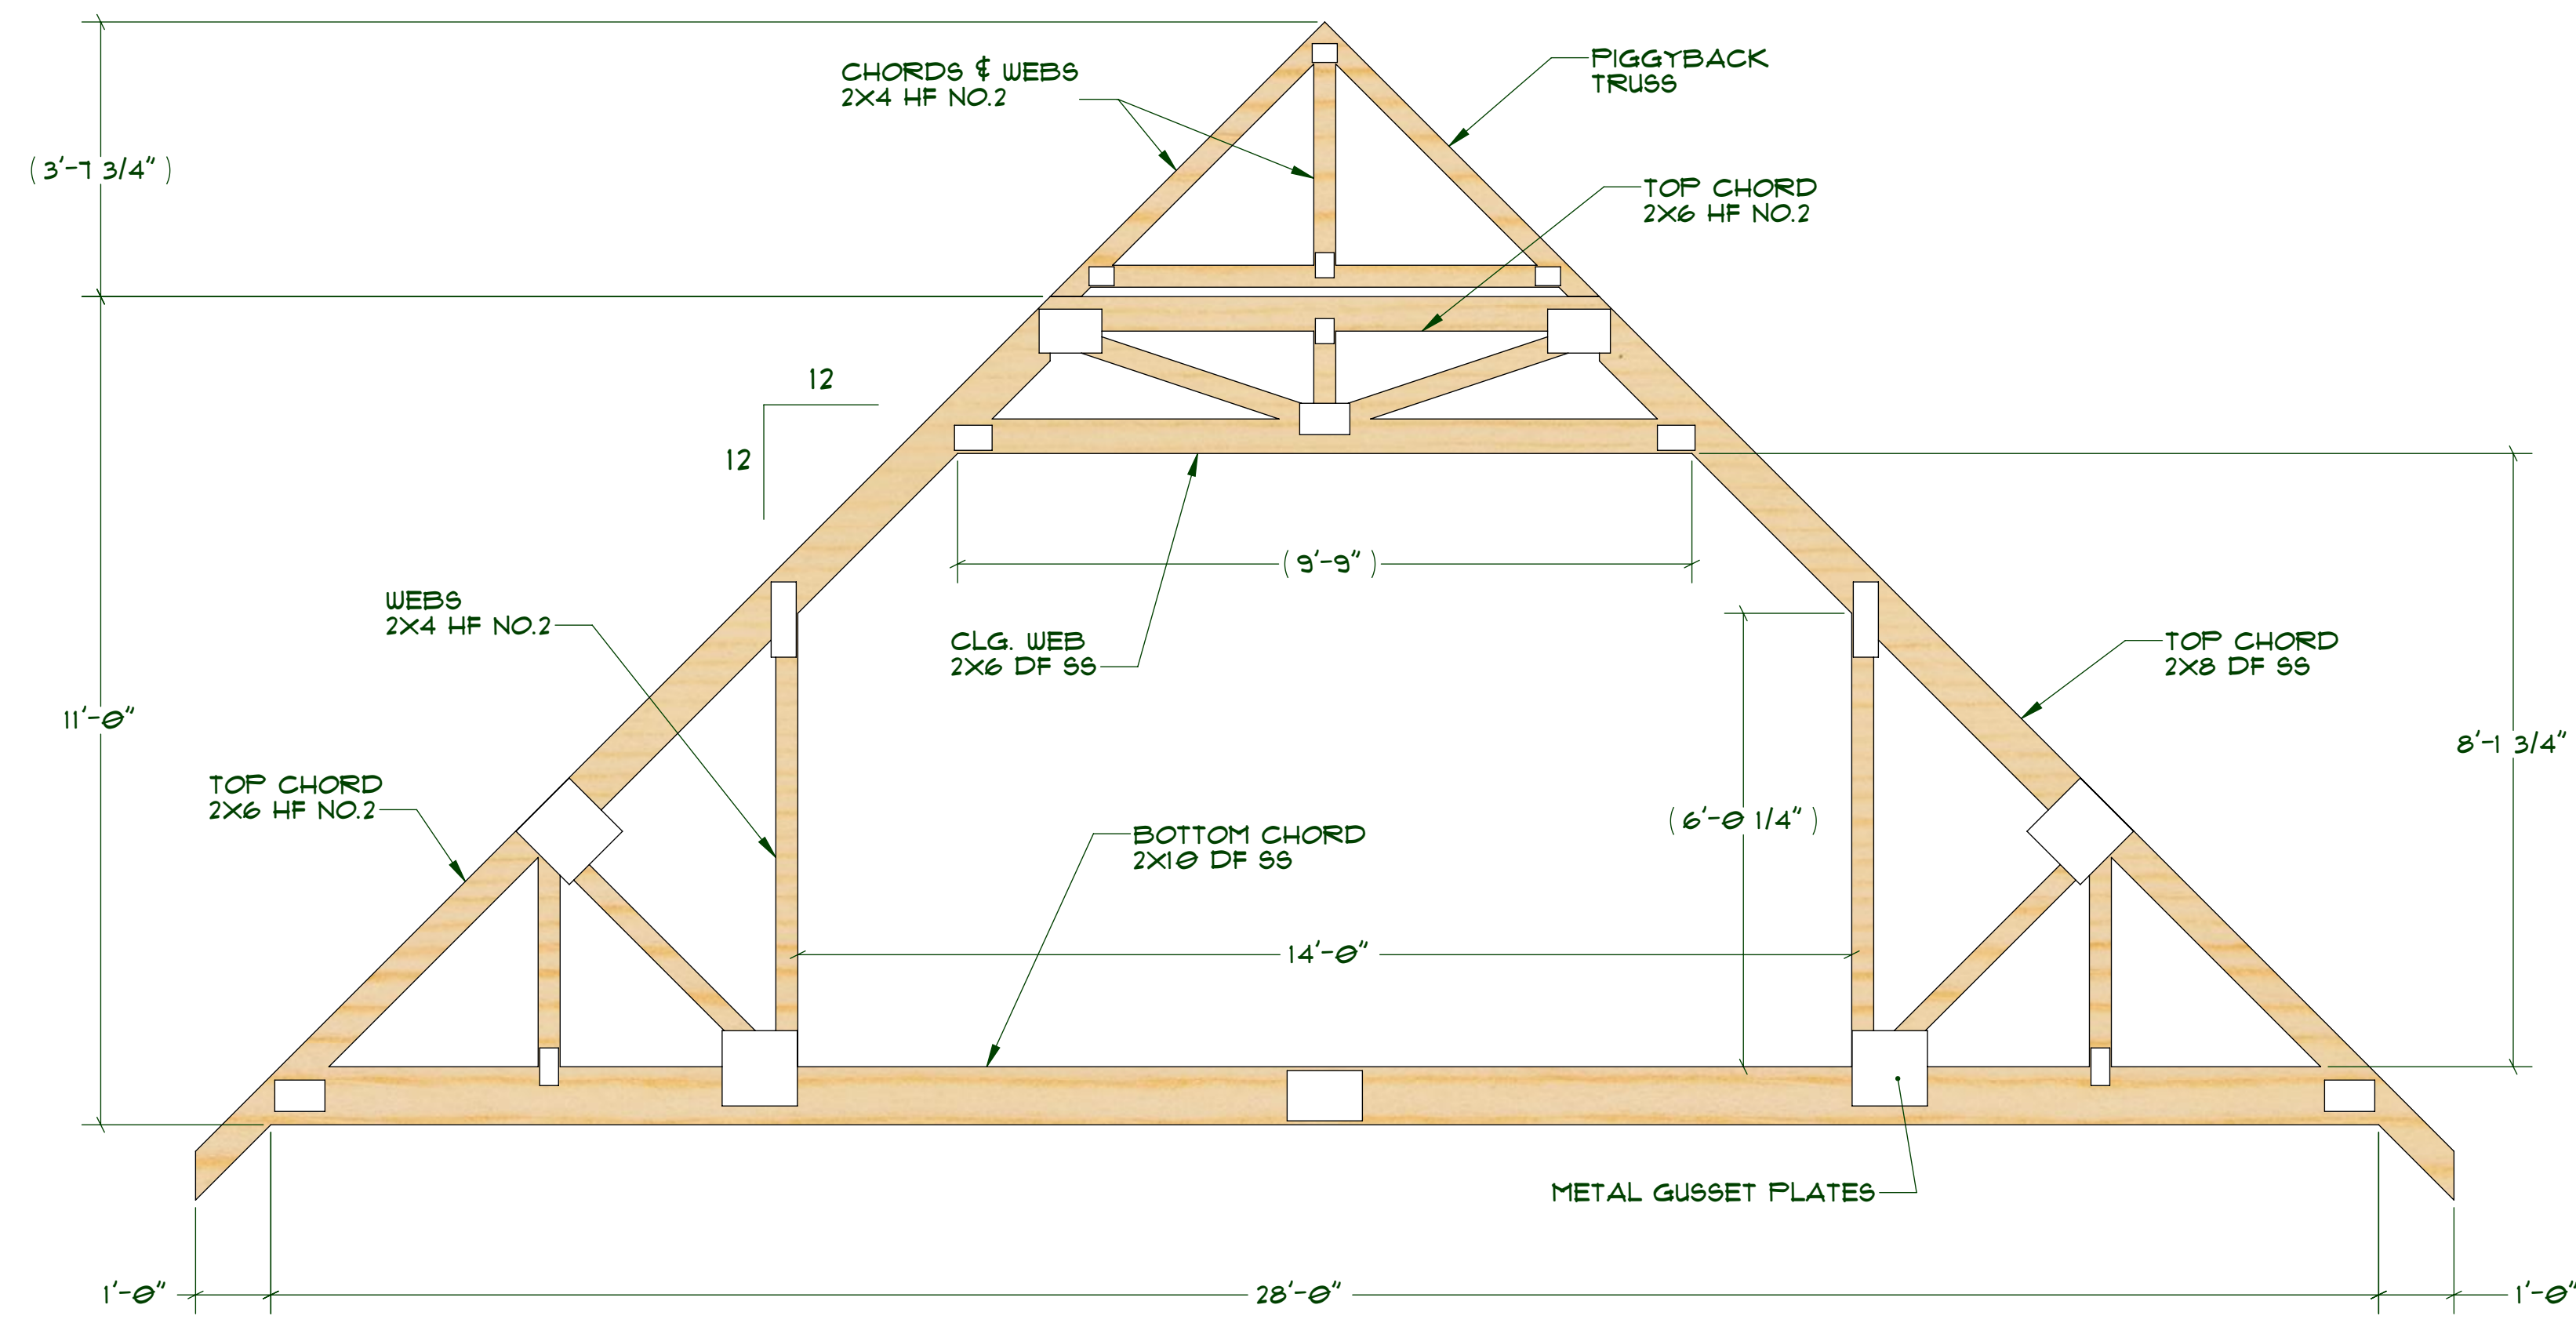 CHORDS & WEBS
2X4 HF NO.2
PIGGYBACK
TRUSS
(3'-7 3/4")
TOP CHORD
2X6 HF NO.2
12
12
(9'-9")
WEBS
2X4 HF NO.2
CLG. WEB
2X6 DF SS
TOP CHORD
2X8 DF SS
11'-0"
8'-1 3/4"
TOP CHORD
2X6 HF NO.2
(6'-0 1/4")
BOTTOM CHORD
2X10 DF SS
14'-0"
METAL GUSSET PLATES
1'-0"
28'-0"
1'-0"